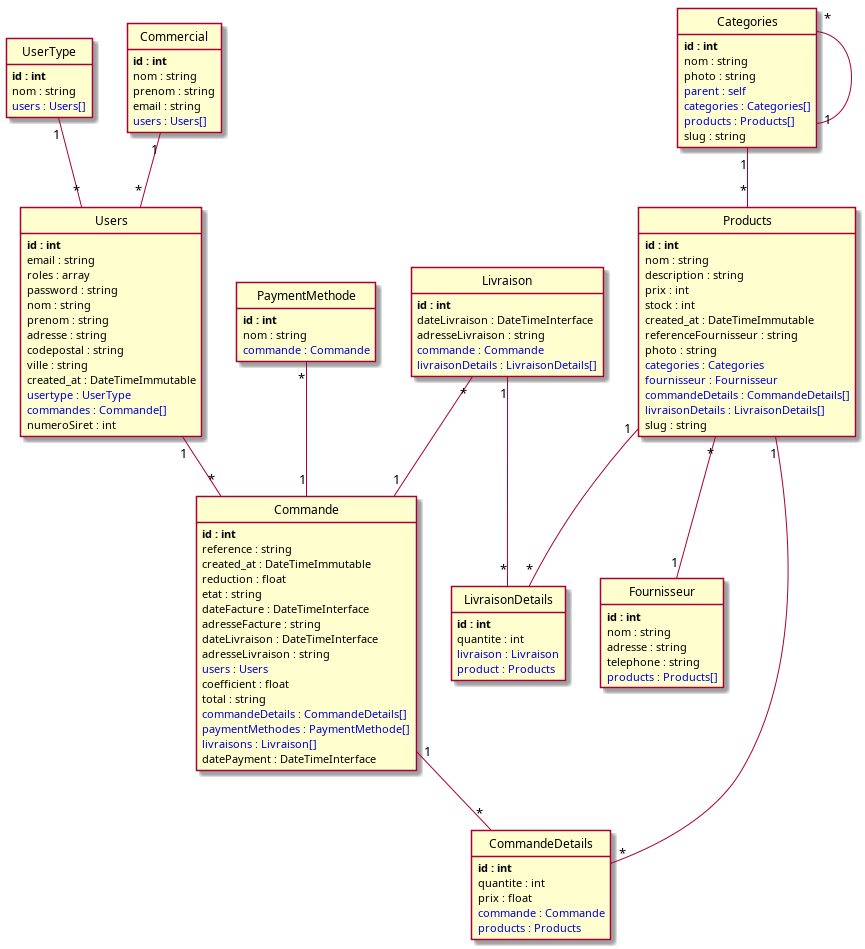 UserType
id : int
nom : string
users : Users[]
1
*
Commercial
id : int
nom : string
prenom : string
email : string
users : Users[]
1
*
Categories
id : int
nom : string
photo : string
parent : self
categories : Categories[]
products : Products[]
slug : string
*
1
1
*
Users
id : int
email : string
roles : array
password : string
nom : string
prenom : string
adresse : string
codepostal : string
ville : string
created_at : DateTimeImmutable
usertype : UserType
commandes : Commande[]
numeroSiret : int
1
*
PaymentMethode
id : int
nom : string
commande : Commande
*
1
Livraison
id : int
dateLivraison : DateTimeInterface
adresseLivraison : string
commande : Commande
livraisonDetails : LivraisonDetails[]
*
1
1
*
Products
id : int
nom : string
description : string
prix : int
stock : int
created_at : DateTimeImmutable
referenceFournisseur : string
photo : string
categories : Categories
fournisseur : Fournisseur
commandeDetails : CommandeDetails[]
livraisonDetails : LivraisonDetails[]
slug : string
1
*
*
1
1
*
Commande
id : int
reference : string
created_at : DateTimeImmutable
reduction : float
etat : string
dateFacture : DateTimeInterface
adresseFacture : string
dateLivraison : DateTimeInterface
adresseLivraison : string
users : Users
coefficient : float
total : string
commandeDetails : CommandeDetails[]
paymentMethodes : PaymentMethode[]
livraisons : Livraison[]
datePayment : DateTimeInterface
1
*
LivraisonDetails
id : int
quantite : int
livraison : Livraison
product : Products
Fournisseur
id : int
nom : string
adresse : string
telephone : string
products : Products[]
CommandeDetails
id : int
quantite : int
prix : float
commande : Commande
products : Products